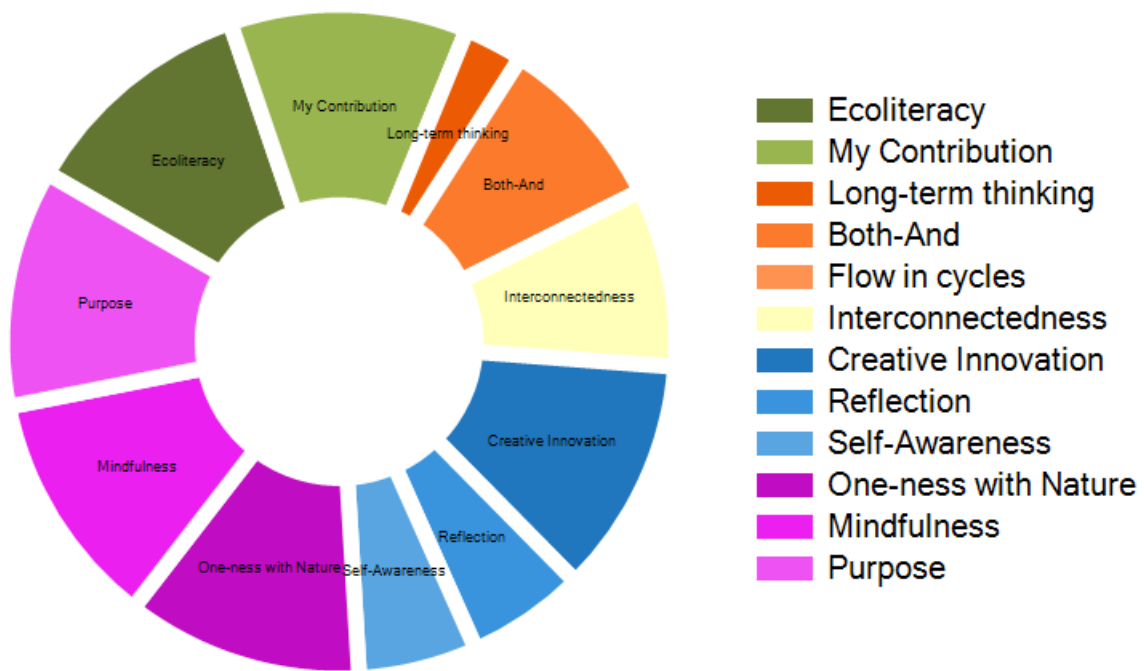 My Contribution
Long-term thinking
Ecoliteracy
Both-And
Purpose
Interconnectedness
Mindfulness
Creative Innovation
One-ness with Nature
Self-Awareness
Reflection
Ecoliteracy
My Contribution
Long-term thinking
Both-And
Flow in cycles
Interconnectedness
Creative Innovation
Reflection
Self-Awareness
One-ness with Nature
Mindfulness
Purpose